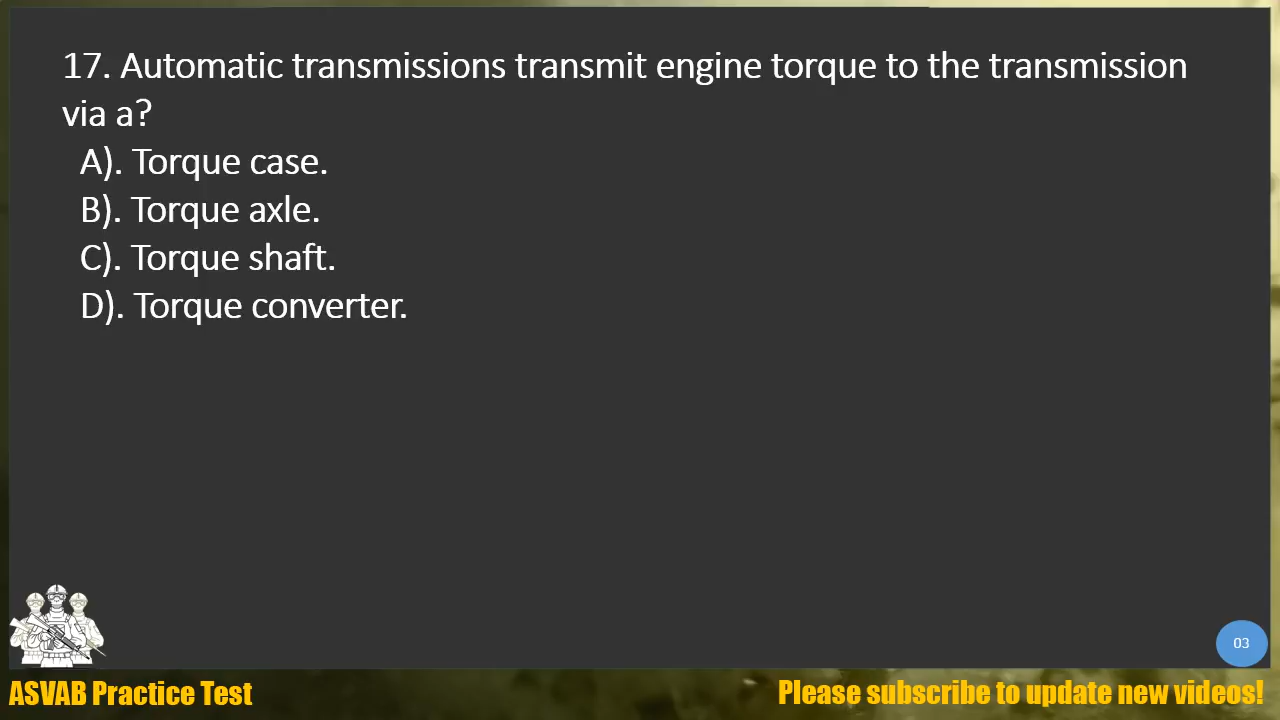 17. Automatic transmissions transmit engine torque to the transmission
via a?
A). Torque case.
B). Torque axle.
C). Torque shaft.
D). Torque converter.
03
ASVAB Practice Test
Please subscribe to update new videos!